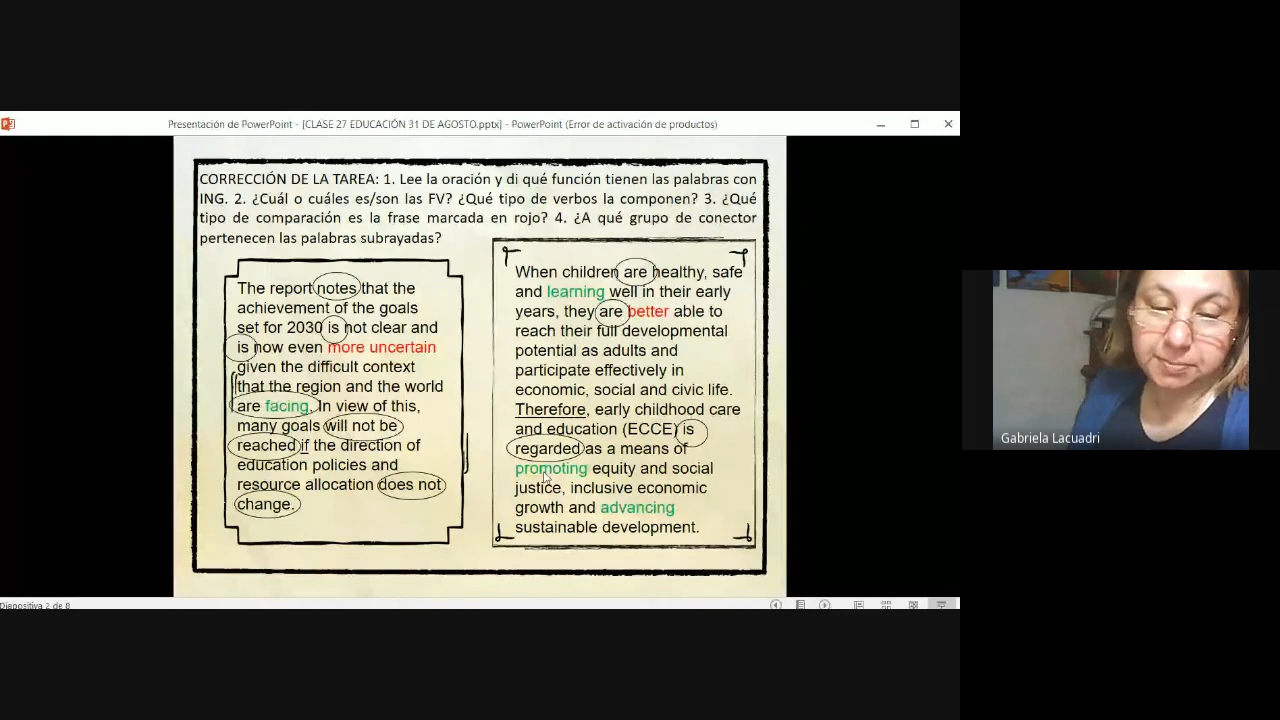 Presentación de PowerPoint - [CLASE 27 EDUCACIÓN 31 DE AGOSTO.pptx] - PowerPoint (Error de activación de productos)
CORRECCIÓN DE LA TAREA: 1. Lee la oración y di qué función tienen las palabras con
ING. 2. ¿Cuál o cuáles es/son las FV? ¿Qué tipo de verbos la componen? 3. ¿Qué
tipo de comparación es la frase marcada en rojo? 4. ¿A qué grupo de conector
pertenecen las palabras subrayadas?
The report notes that the
achievement of the goals
set for 2030 is not clear and
is now even more uncertain
given the difficult context
that the region and the world
are facing. In view of this,
many goals will not be
reached if the direction of
education policies and
resource allocation does not
change.
When children are healthy, safe
and learning well in their early
years, they are better able to
reach their full developmental
potential as adults and
participate effectively in
economic, social and civic life.
Therefore, early childhood care
and education (ECCE) is
regarded as a means of
promoting equity and social
justice, inclusive economic
growth and advancing
sustainable development.
Gabriela Lacuadri
Diapositiva 2 de 8